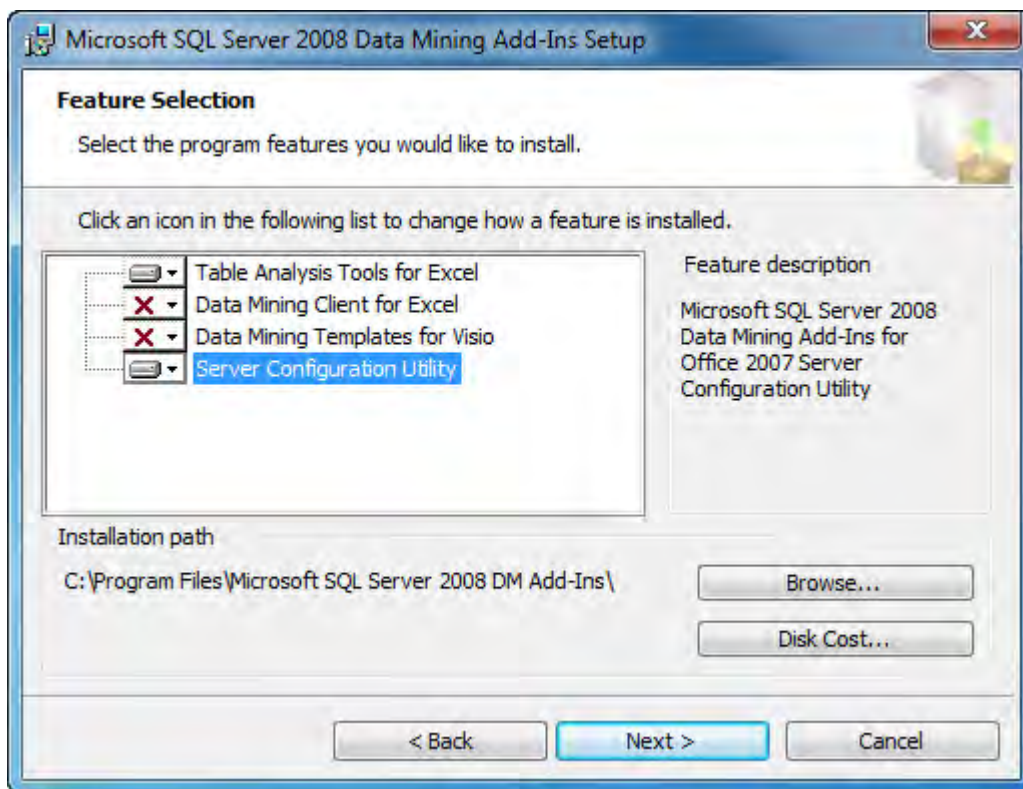 Microsoft SQL Server 2008 Data Mining Add-Ins Setup
Feature Selection
Select the program features you would like to install.
Click an icon in the following list to change how a feature is installed.
Table Analysis Tools for Excel
Data Mining Client for Excel
Data Mining Templates for Visio
Server Configuration Utility
Feature description
Microsoft SQL Server 2008
Data Mining Add-Ins for
Office 2007 Server
Configuration Utility
Installation path
C:\Program Files\Microsoft SQL Server 2008 DM Add-Ins\
Browse...
Disk Cost...
< Back
Next >
Cancel